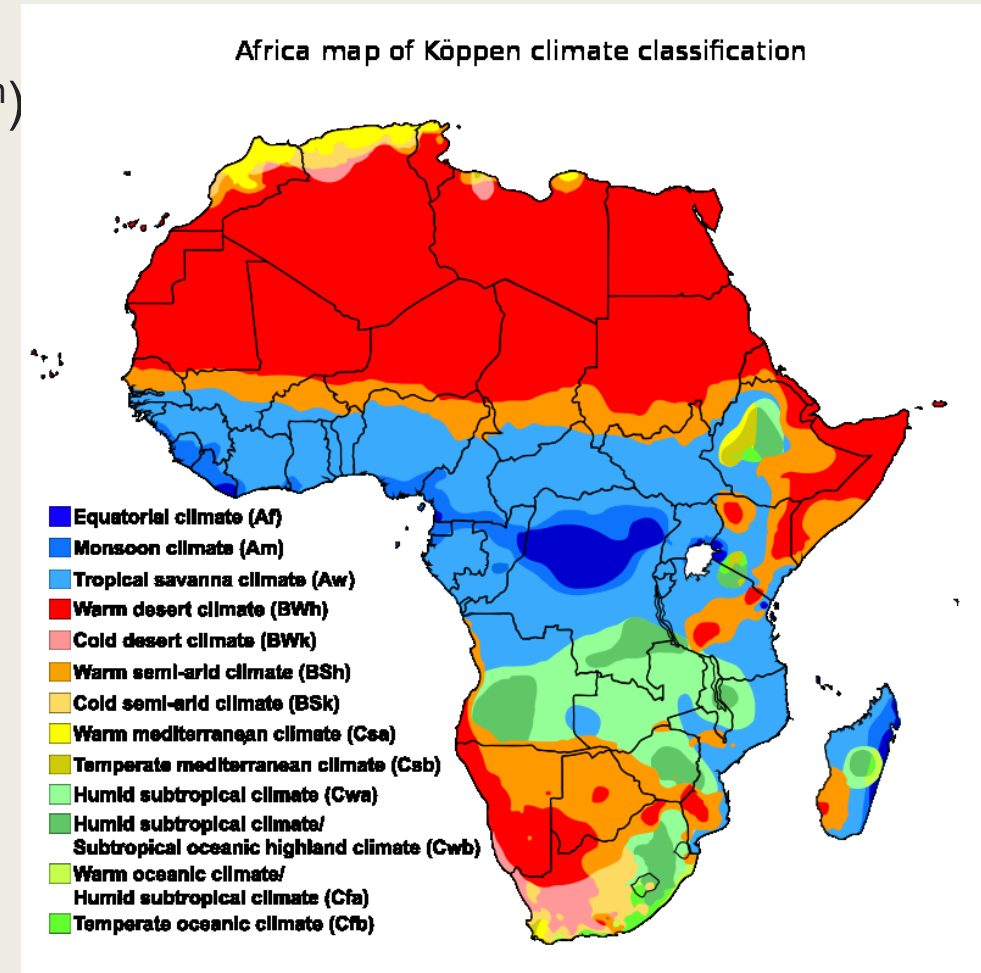 Africa map of Köppen climate classification
)
Equatorial climate (Af)
Monsoon climate (Am)
Tropical savanna climate (Aw)
Warm desert climate (BWh)
Cold desert climate (BWk)
Warm semi-arid climate (BSh)
Cold semi-arid climate (BSk)
Warm mediterranean climate (Csa)
Temperate mediterranean climate (Csb)
Humid subtropical climate (Cwa)
Humid subtropical climate/
Subtropical oceanic highland climate (Cwb)
Warm oceanic climate/
Humid subtropical climate (Cfa)
Temperate oceanic climate (Cfb)